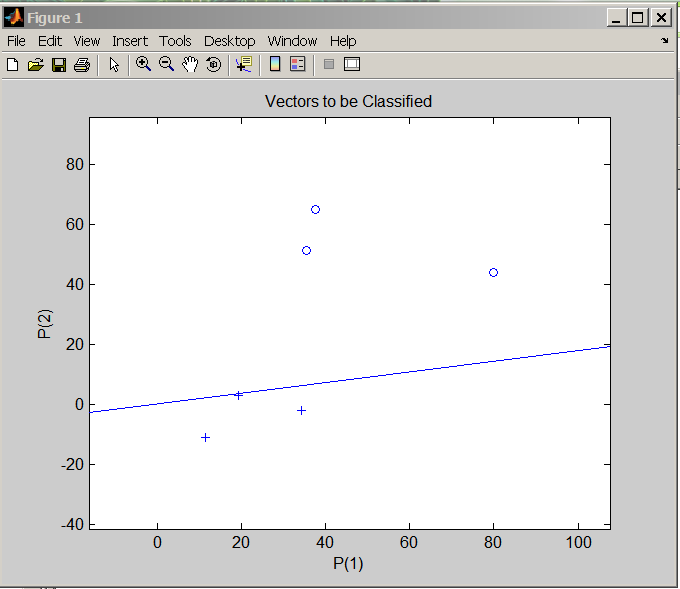 Figure 1
File Edit View Insert Tools Desktop Window Help
Vectors to be Classified
80
60
40
20
0
-20
-40
P(2)
0 20 40 60 80 100
P(1)